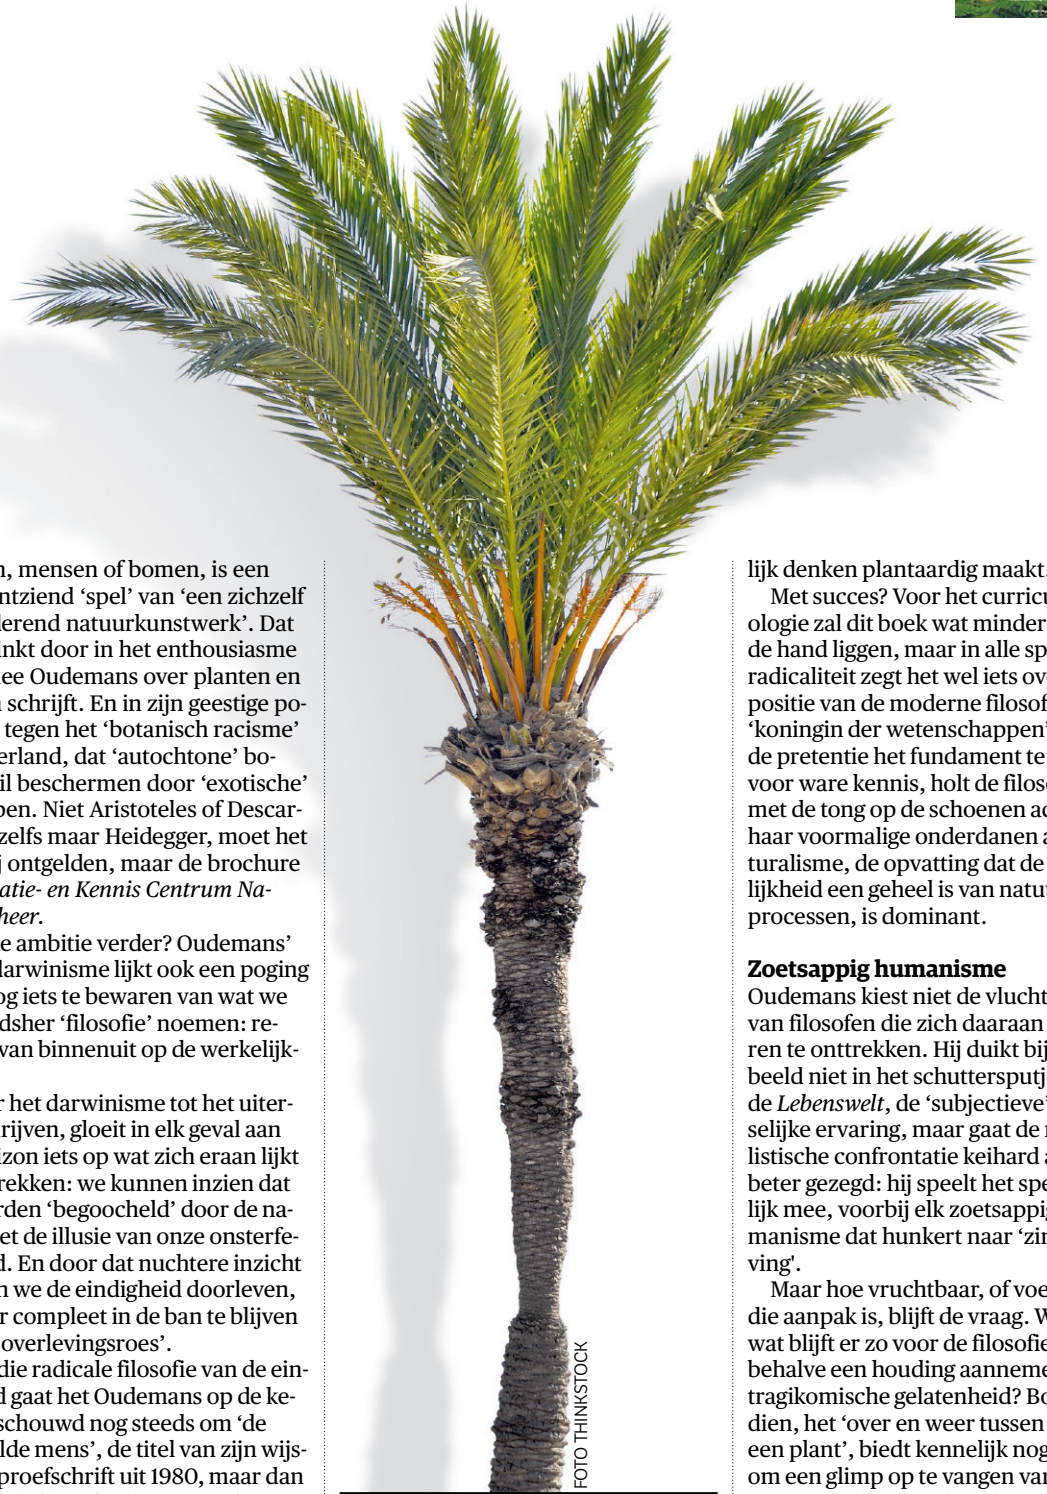 n, mensen of bomen, is een
ntziend ‘spel’ van ‘een zichzelf
lerend natuurkunstwerk’. Dat
inkt door in het enthousiasme
nee Oudemans over planten en
n schrijft. En in zijn geestige po-
tegen het ‘botanisch racisme’
erland, dat ‘autochtone’ bo-
il beschermen door ‘exotische’
pen. Niet Aristoteles of Descar-
zelfs maar Heidegger, moet het
j ontgelden, maar de brochure
atie- en Kennis Centrum Na-
heer.
e ambitie verder? Oudemans’
darwinisme lijkt ook een poging
og iets te bewaren van wat we
dsher ‘filosofie’ noemen: re-
van binnenuit op de werkelijk-
r het darwinisme tot het uiter-
rijven, gloeit in elk geval aan
izon iets op wat zich eraan lijkt
rekken: we kunnen inzien dat
rden ‘begoocheld’ door de na-
et de illusie van onze onsterfe-
d. En door dat nuchtere inzicht
n we de eindigheid doorleven,
r compleet in de ban te blijven
overlevingsroes’.
die radicale filosofie van de ein-
d gaat het Oudemans op de ke-
schouwd nog steeds om ‘de
lde mens’, de titel van zijn wijs-
proefschrift uit 1980, maar dan
FOTO THINKSTOCK
lijk denken plantaardig maakt.
Met succes? Voor het curricu
ologie zal dit boek wat minder
de hand liggen, maar in alle sp
radicaliteit zegt het wel iets ove
positie van de moderne filosof
‘koningin der wetenschappen’
de pretentie het fundament te
voor ware kennis, holt de filoso
met de tong op de schoenen ac
haar voormalige onderdanen a
turalisme, de opvatting dat de
lijkheid een geheel is van natuu
processen, is dominant.
Zoetsappig humanisme
Oudemans kiest niet de vlucht
van filosofen die zich daaraan
ren te onttrekken. Hij duikt bij
beeld niet in het schuttersputj
de Lebenswelt, de ‘subjectieve’
selijke ervaring, maar gaat de n
listische confrontatie keihard a
beter gezegd: hij speelt het spe
lijk mee, voorbij elk zoetsappig
manisme dat hunkert naar ‘zin
ving'.
Maar hoe vruchtbaar, of voe
die aanpak is, blijft de vraag. W
wat blijft er zo voor de filosofie
behalve een houding aanneme
tragikomische gelatenheid? Bo
dien, het ‘over en weer tussen
een plant’, biedt kennelijk nog
om een glimp op te vangen van